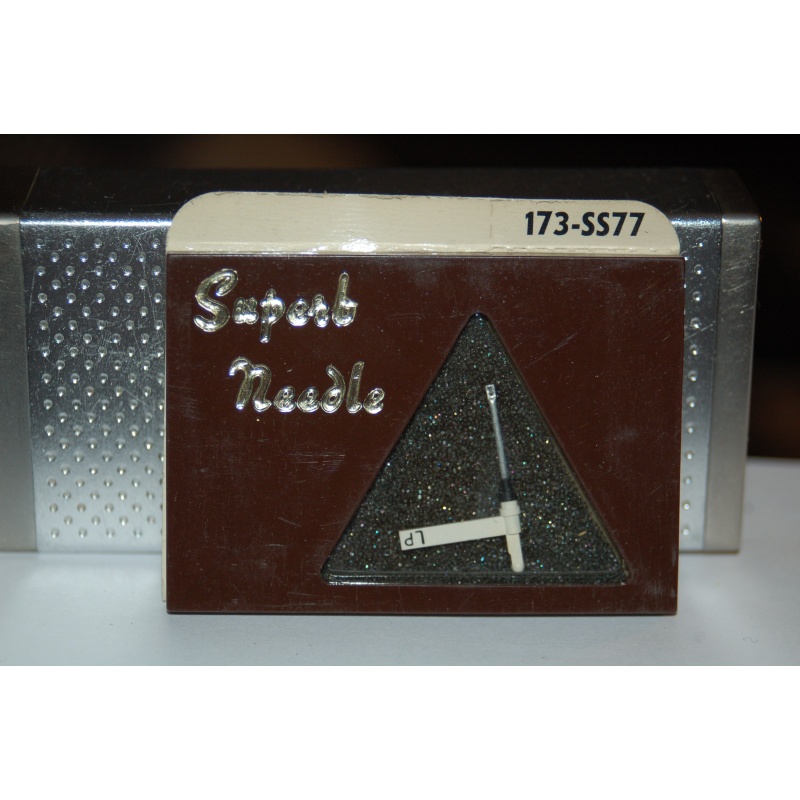 173-SS77
Superb
Needle
LP